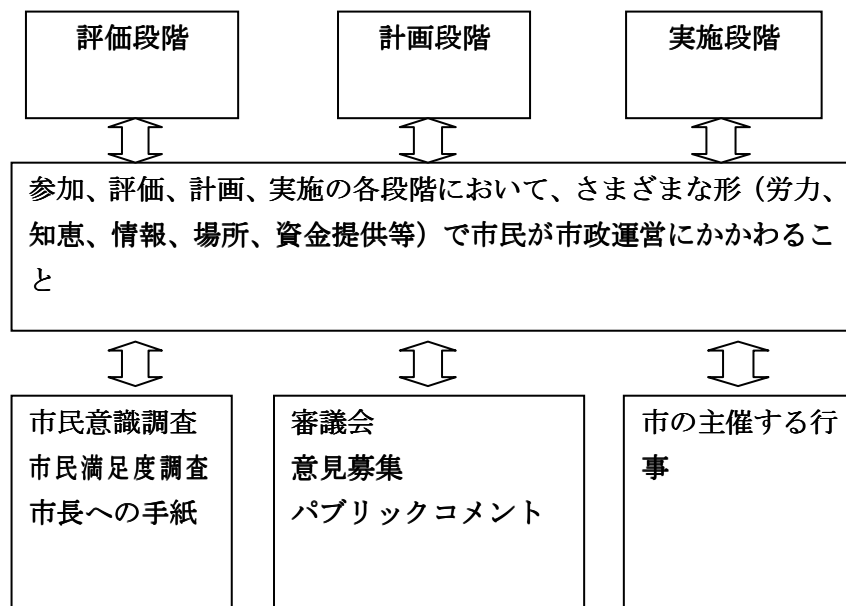 評価段階
計画段階
実施段階
参加、評価、計画、実施の各段階において、さまざまな形（労力、
知恵、情報、場所、資金提供等）で市民が市政運営にかかわるこ
と
市民意識調査
市民満足度調査
市長への手紙
審議会
意見募集
パブリックコメント
市の主催する行
事